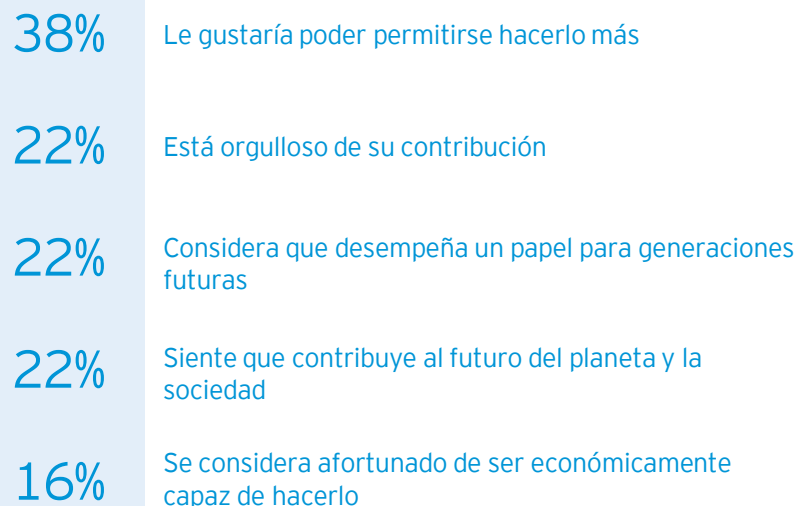 38%
Le gustaría poder permitirse hacerlo más
22%
Está orgulloso de su contribución
22%
Considera que desempeña un papel para generaciones
futuras
22%
Siente que contribuye al futuro del planeta y la
sociedad
16%
Se considera afortunado de ser económicamente
capaz de hacerlo